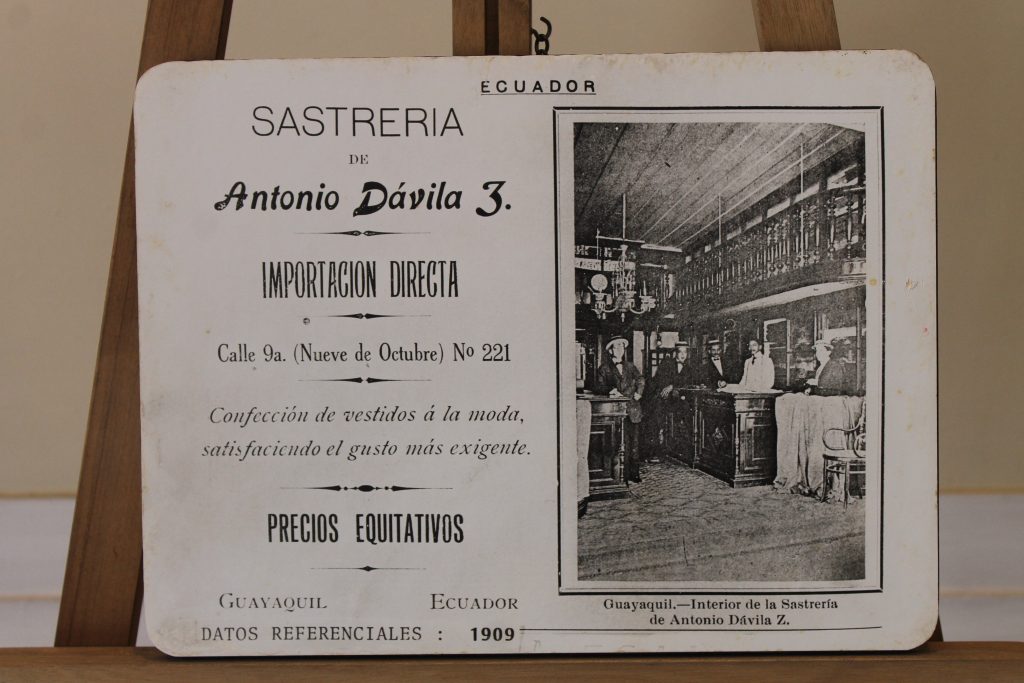 ECUADOR
SASTRERIA
DE
Antonio Dávila Z.
IMPORTACION DIRECTA
Calle 9a. (Nueve de Octubre) No 221
Confección de vestidos á la moda,
satisfaciendo el gusto más exigente.
PRECIOS EQUITATIVOS
GUAYAQUIL ECUADOR
DATOS REFERENCIALES : 1909
Guayaquil.—Interior de la Sastrería
de Antonio Dávila Z.